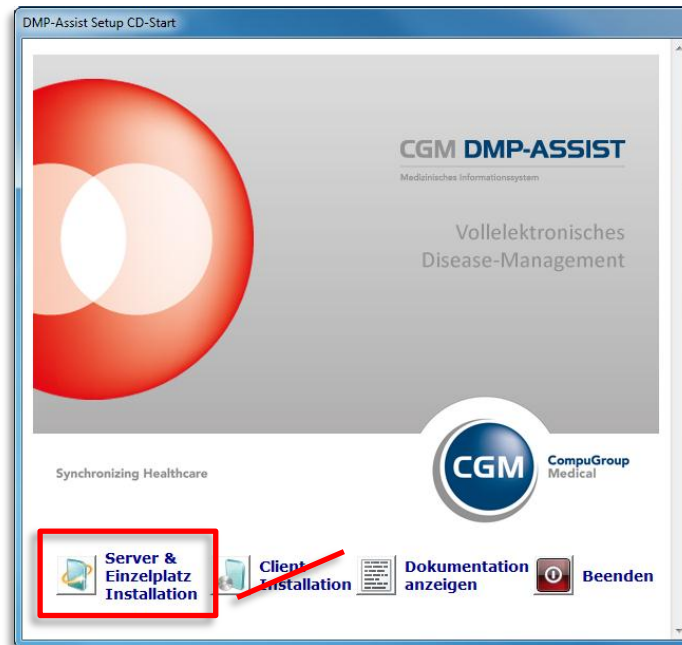 DMP-Assist Setup CD-Start
CGM DMP-ASSIST
Medizinisches Informationssystem
Vollelektronisches
Disease-Management
Synchronizing Healthcare
CGM
CompuGroup
Medical
Server &
Einzelplatz
Installation
Client
Installation
Dokumentation
anzeigen
Beenden